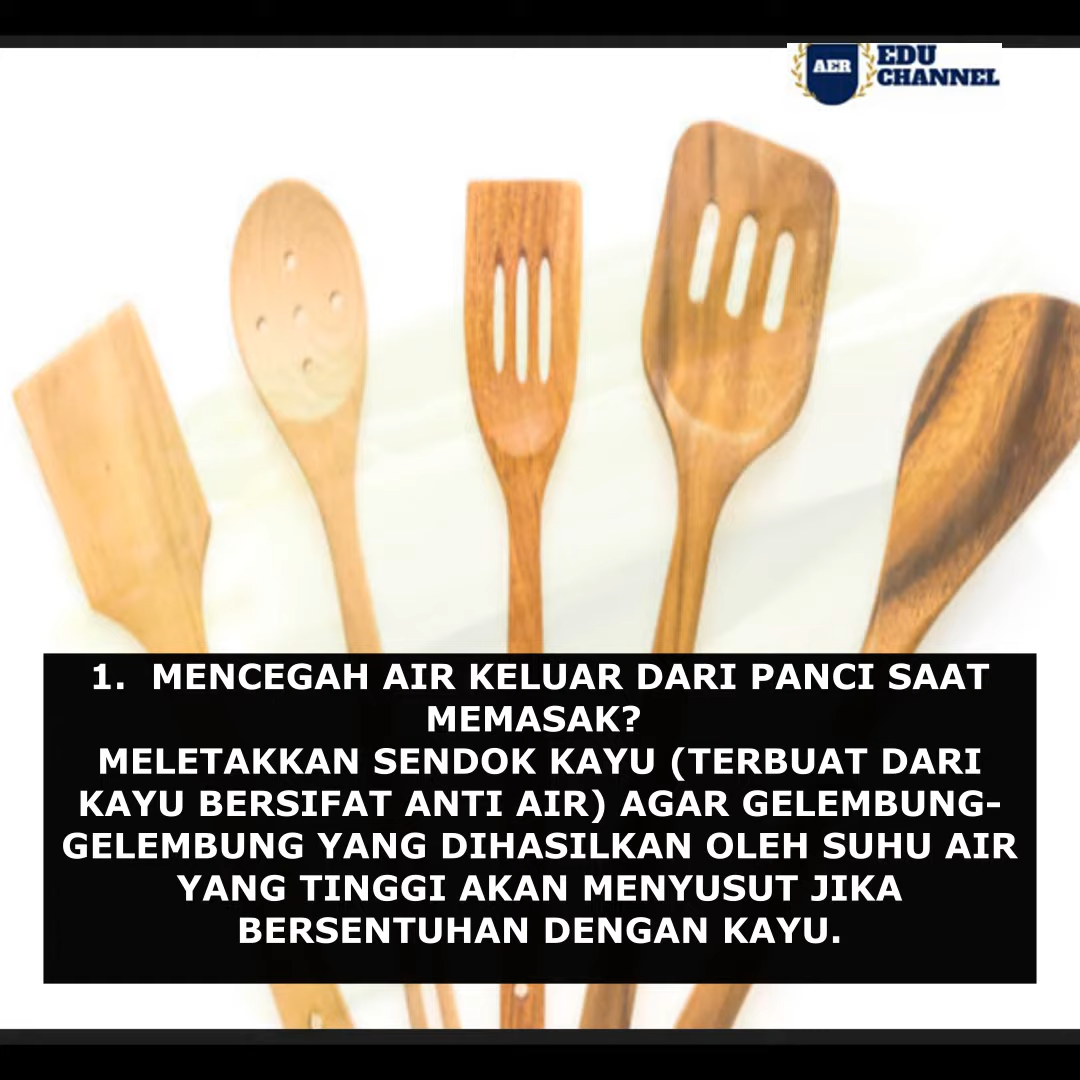 AER
EDU
CHANNEL
1. MENCEGAH AIR KELUAR DARI PANCI SAAT
MEMASAK?
MELETAKKAN SENDOK KAYU (TERBUAT DARI
KAYU BERSIFAT ANTI AIR) AGAR GELEMBUNG-
GELEMBUNG YANG DIHASILKAN OLEH SUHU AIR
YANG TINGGI AKAN MENYUSUT JIKA
BERSENTUHAN DENGAN KAYU.